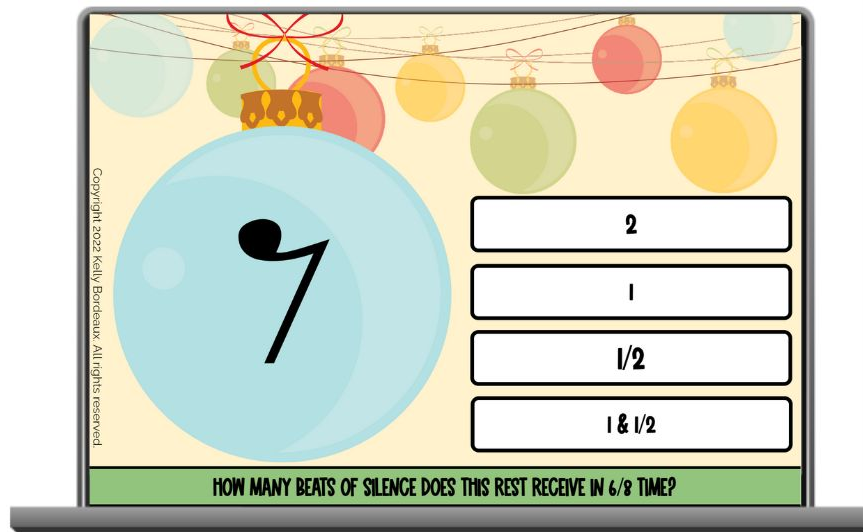 2
1
1/2
1 & 1/2
HOW MANY BEATS OF SILENCE DOES THIS REST RECEIVE IN 6/8 TIME?
Copyright 2022 Kelly Bordeaux. All rights reserved.